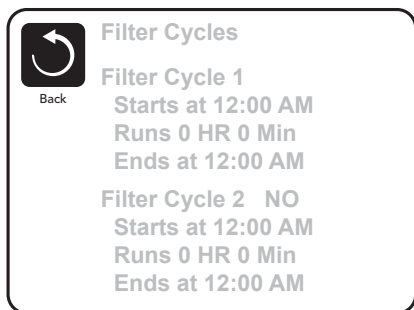 Filter Cycles
Back
Filter Cycle 1
Starts at 12:00 AM
Runs 0 HR 0 Min
Ends at 12:00 AM
Filter Cycle 2 NO
Starts at 12:00 AM
Runs 0 HR 0 Min
Ends at 12:00 AM